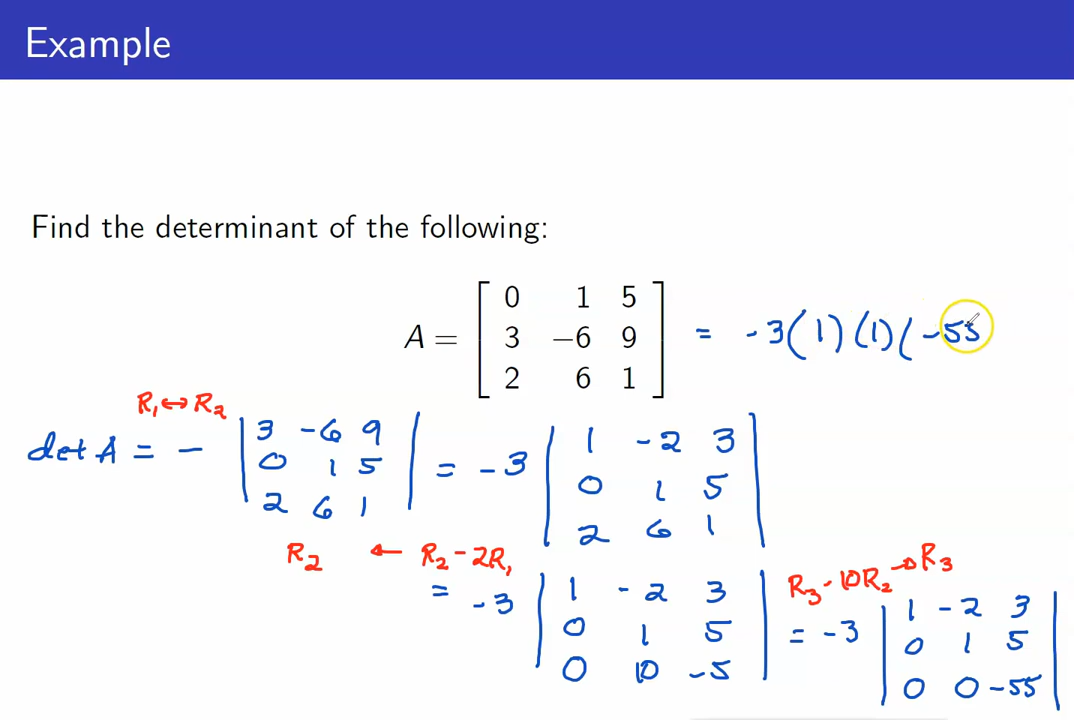 Example
Find the determinant of the following:
A = [ 0 1 5 ] = -3(1)(1)(-55
3 −6 9
2 6 1
R₁ ↔ R₂
det A = - | 3 -6 9 | = -3 | 1 -2 3 |
0 1 5 0 1 5
2 6 1 2 6 1
R₂ ← R₂ - 2R₁
R₃ - 10R₂ → R₃
= -3 | 1 -2 3 | = -3 | 1 -2 3 |
0 1 5 0 1 5
0 10 -5 0 0 -55